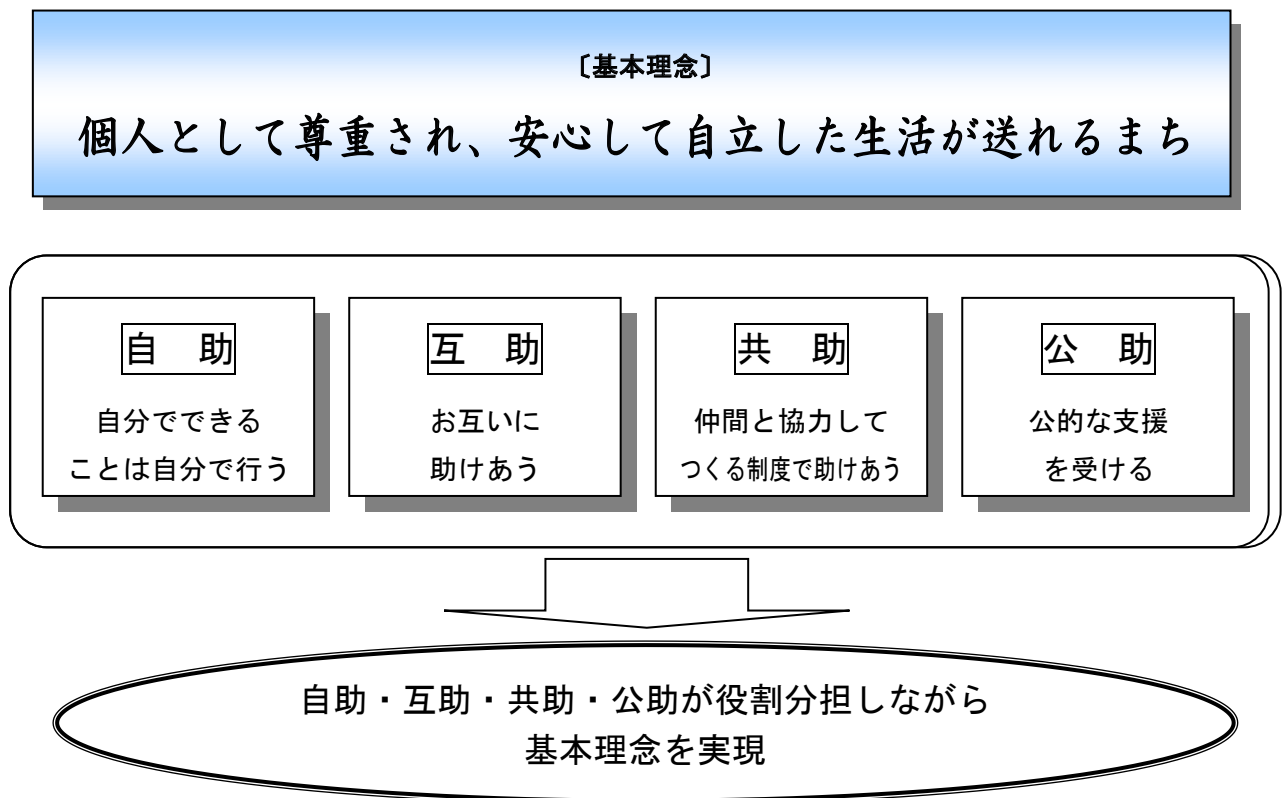 〔基本理念〕
個人として尊重され、安心して自立した生活が送れるまち
自　助
自分でできる
ことは自分で行う
互　助
お互いに
助けあう
共　助
仲間と協力して
つくる制度で助けあう
公　助
公的な支援
を受ける
自助・互助・共助・公助が役割分担しながら
基本理念を実現